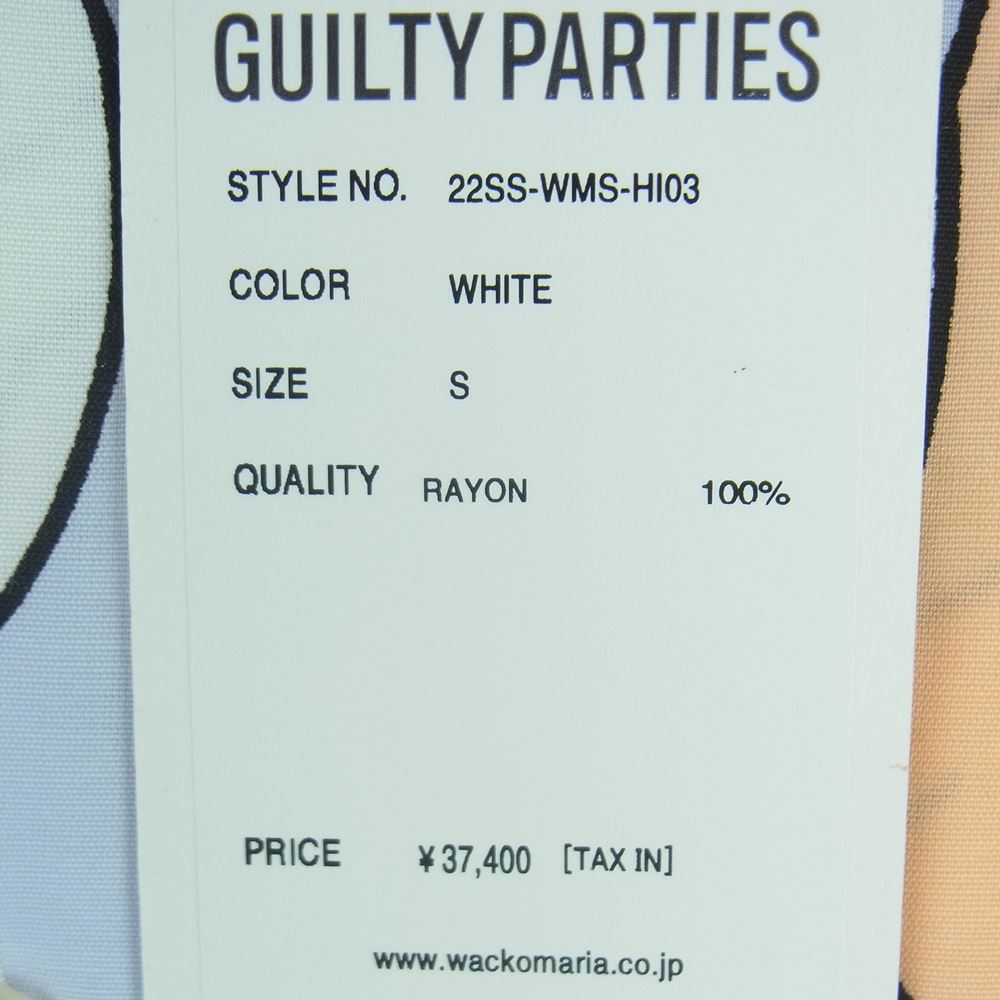 GUILTY PARTIES
STYLE NO. 22SS-WMS-HI03
COLOR WHITE
SIZE S
QUALITY RAYON 100%
PRICE ¥37,400 [TAX IN]
www.wackomaria.co.jp